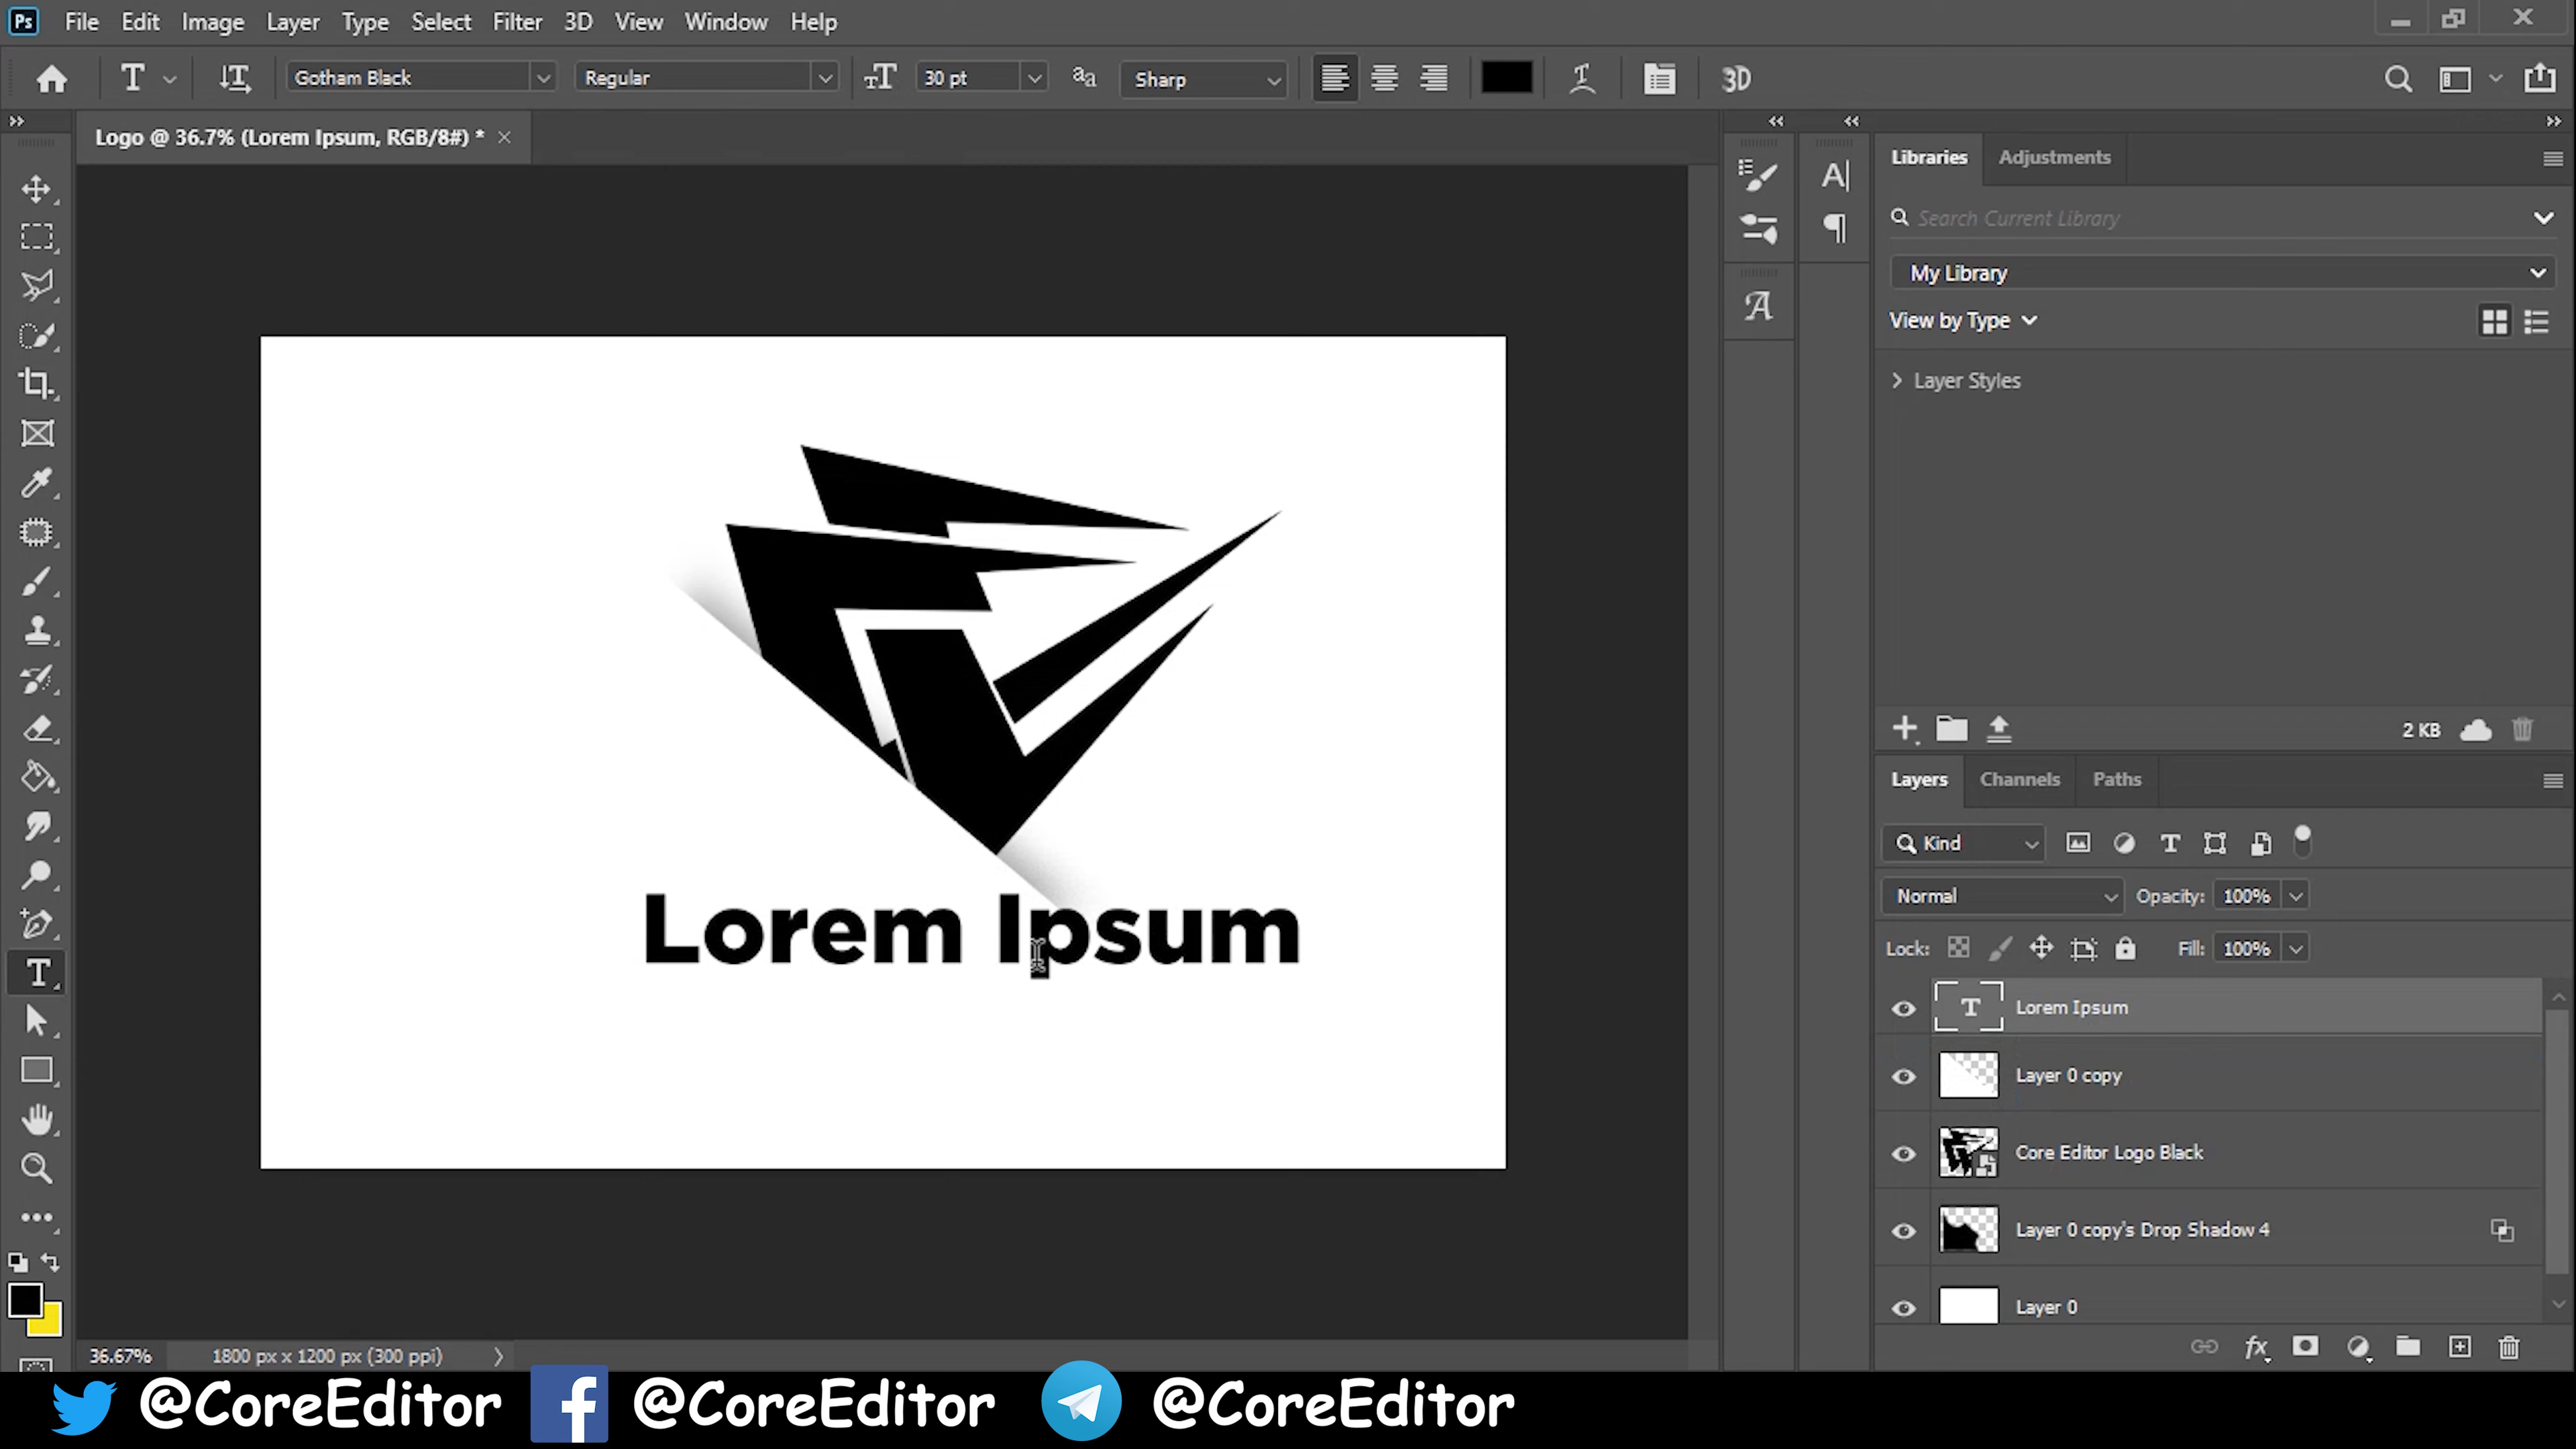 Ps File Edit Image Layer Type Select Filter 3D View Window Help
T Gotham Black Regular 30 pt Sharp 3D
Logo @ 36.7% (Lorem Ipsum, RGB/8#) *
Libraries Adjustments
Search Current Library
My Library
View by Type
Layer Styles
Lorem Ipsum
2 KB
Layers Channels Paths
Kind
Normal Opacity: 100%
Lock: Fill: 100%
Lorem Ipsum
Layer 0 copy
Core Editor Logo Black
Layer 0 copy's Drop Shadow 4
Layer 0
36.67% 1800 px x 1200 px (300 ppi)
@CoreEditor @CoreEditor @CoreEditor